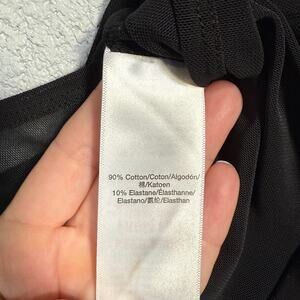 90% Cotton/Coton/Algodón/
棉/Katoen
10% Elastane/Élasthanne/
Elastano/氨纶/Elasthan